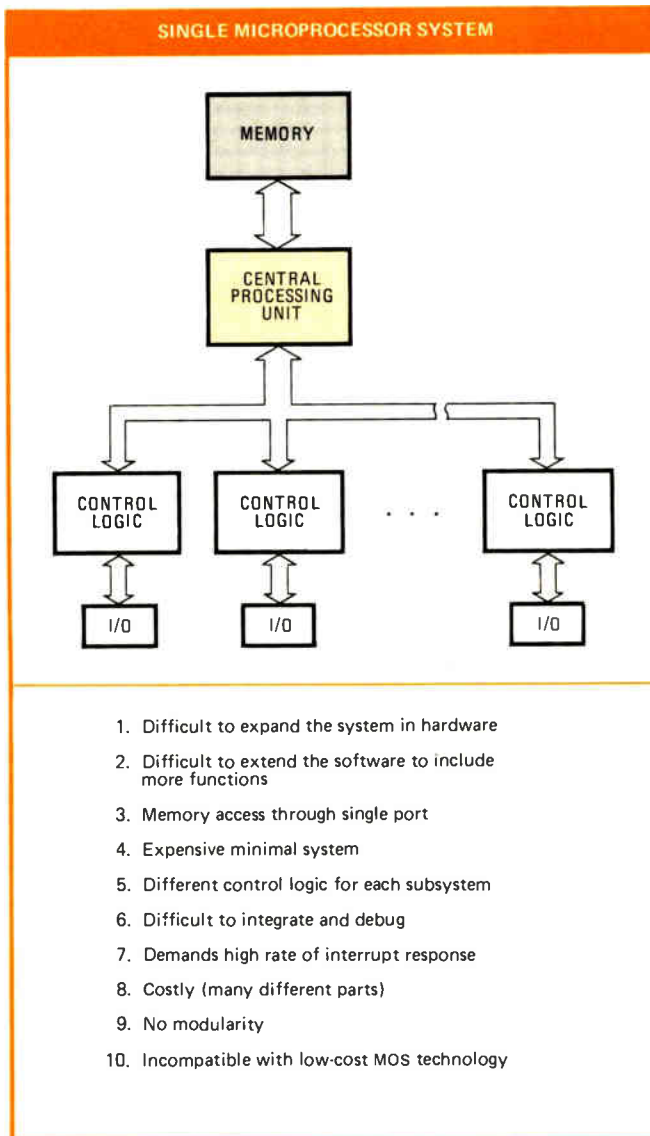 SINGLE MICROPROCESSOR SYSTEM
MEMORY
CENTRAL
PROCESSING
UNIT
CONTROL
LOGIC
CONTROL
LOGIC
. . .
CONTROL
LOGIC
I/O
I/O
I/O
1. Difficult to expand the system in hardware
2. Difficult to extend the software to include
more functions
3. Memory access through single port
4. Expensive minimal system
5. Different control logic for each subsystem
6. Difficult to integrate and debug
7. Demands high rate of interrupt response
8. Costly (many different parts)
9. No modularity
10. Incompatible with low-cost MOS technology